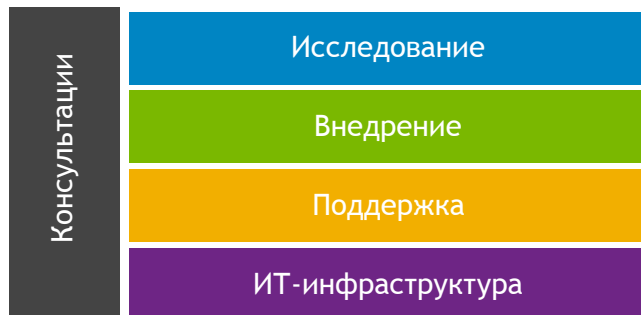 Консультации
Исследование
Внедрение
Поддержка
ИТ-инфраструктура